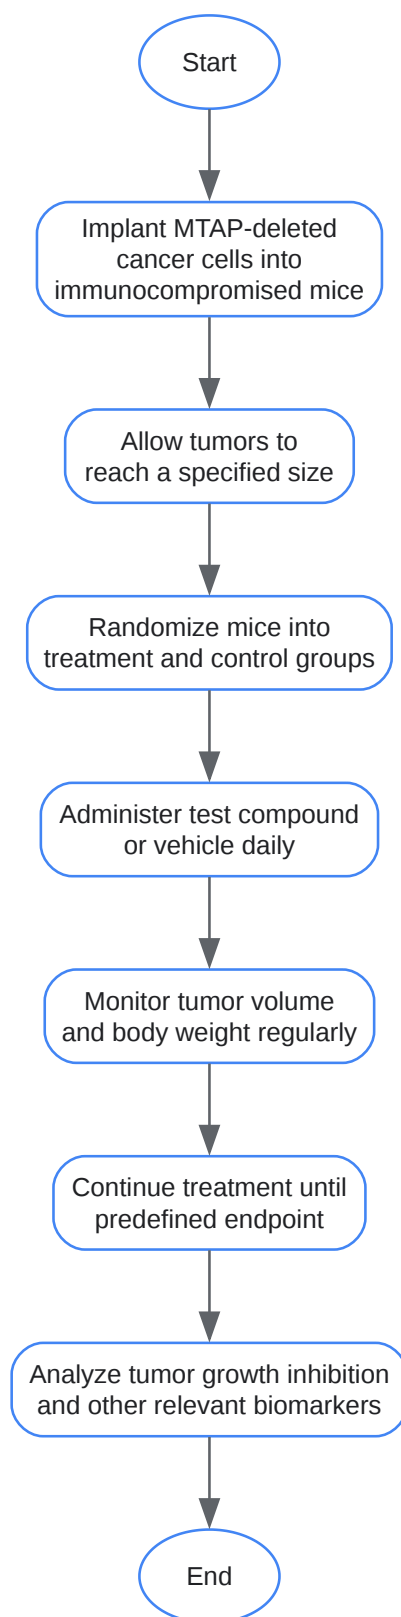 Start
Implant MTAP-deleted
cancer cells into
immunocompromised mice
Allow tumors to
reach a specified size
Randomize mice into
treatment and control groups
Administer test compound
or vehicle daily
Monitor tumor volume
and body weight regularly
Continue treatment until
predefined endpoint
Analyze tumor growth inhibition
and other relevant biomarkers
End